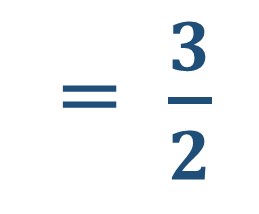 = 3/2